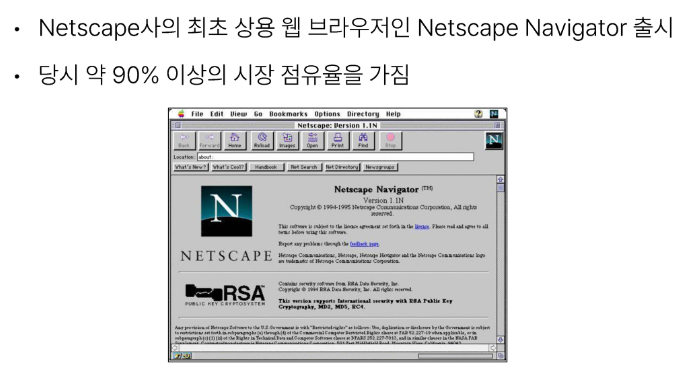 • Netscape사의 최초 상용 웹 브라우저인 Netscape Navigator 출시
• 당시 약 90% 이상의 시장 점유율을 가짐
File Edit View Go Bookmarks Options Directory Help
Netscape: Version 1.1N
Back Forward Home Reload Images Open Print Find Stop
Location: about:
What's New? What's Cool? Handbook Net Search Net Directory Newsgroups
N
NETSCAPE
Netscape Navigator (TM)
Version 1.1N
Copyright © 1994-1995 Netscape Communications Corporation, All rights
reserved.
This software is subject to the license agreement set forth in the license. Please read and agree to all
terms before using this software.
Report any problems through the feedback page.
Netscape Communications, Netscape, Netscape Navigator and the Netscape Communications logo
are trademarks of Netscape Communications Corporation.
RSA
PUBLIC KEY CRYPTOSYSTEM
Contains security software from RSA Data Security, Inc.
Copyright © 1994 RSA Data Security, Inc. All rights reserved.
This version supports International security with RSA Public Key
Cryptography, MD2, MD5, RC4.
Any provision of Netscape Software to the U.S. Government is with "Restricted rights" as follows: Use, duplication or disclosure by the Government is subject
to restrictions set forth in subparagraphs (a) through (d) of the Commercial Computer Restricted Rights clause at FAR 52.227-19 when applicable, or in
subparagraph (c)(1)(ii) of the Rights in Technical Data and Computer Software clause at DFARS 252.227-7013, and in similar clauses in the NASA FAR